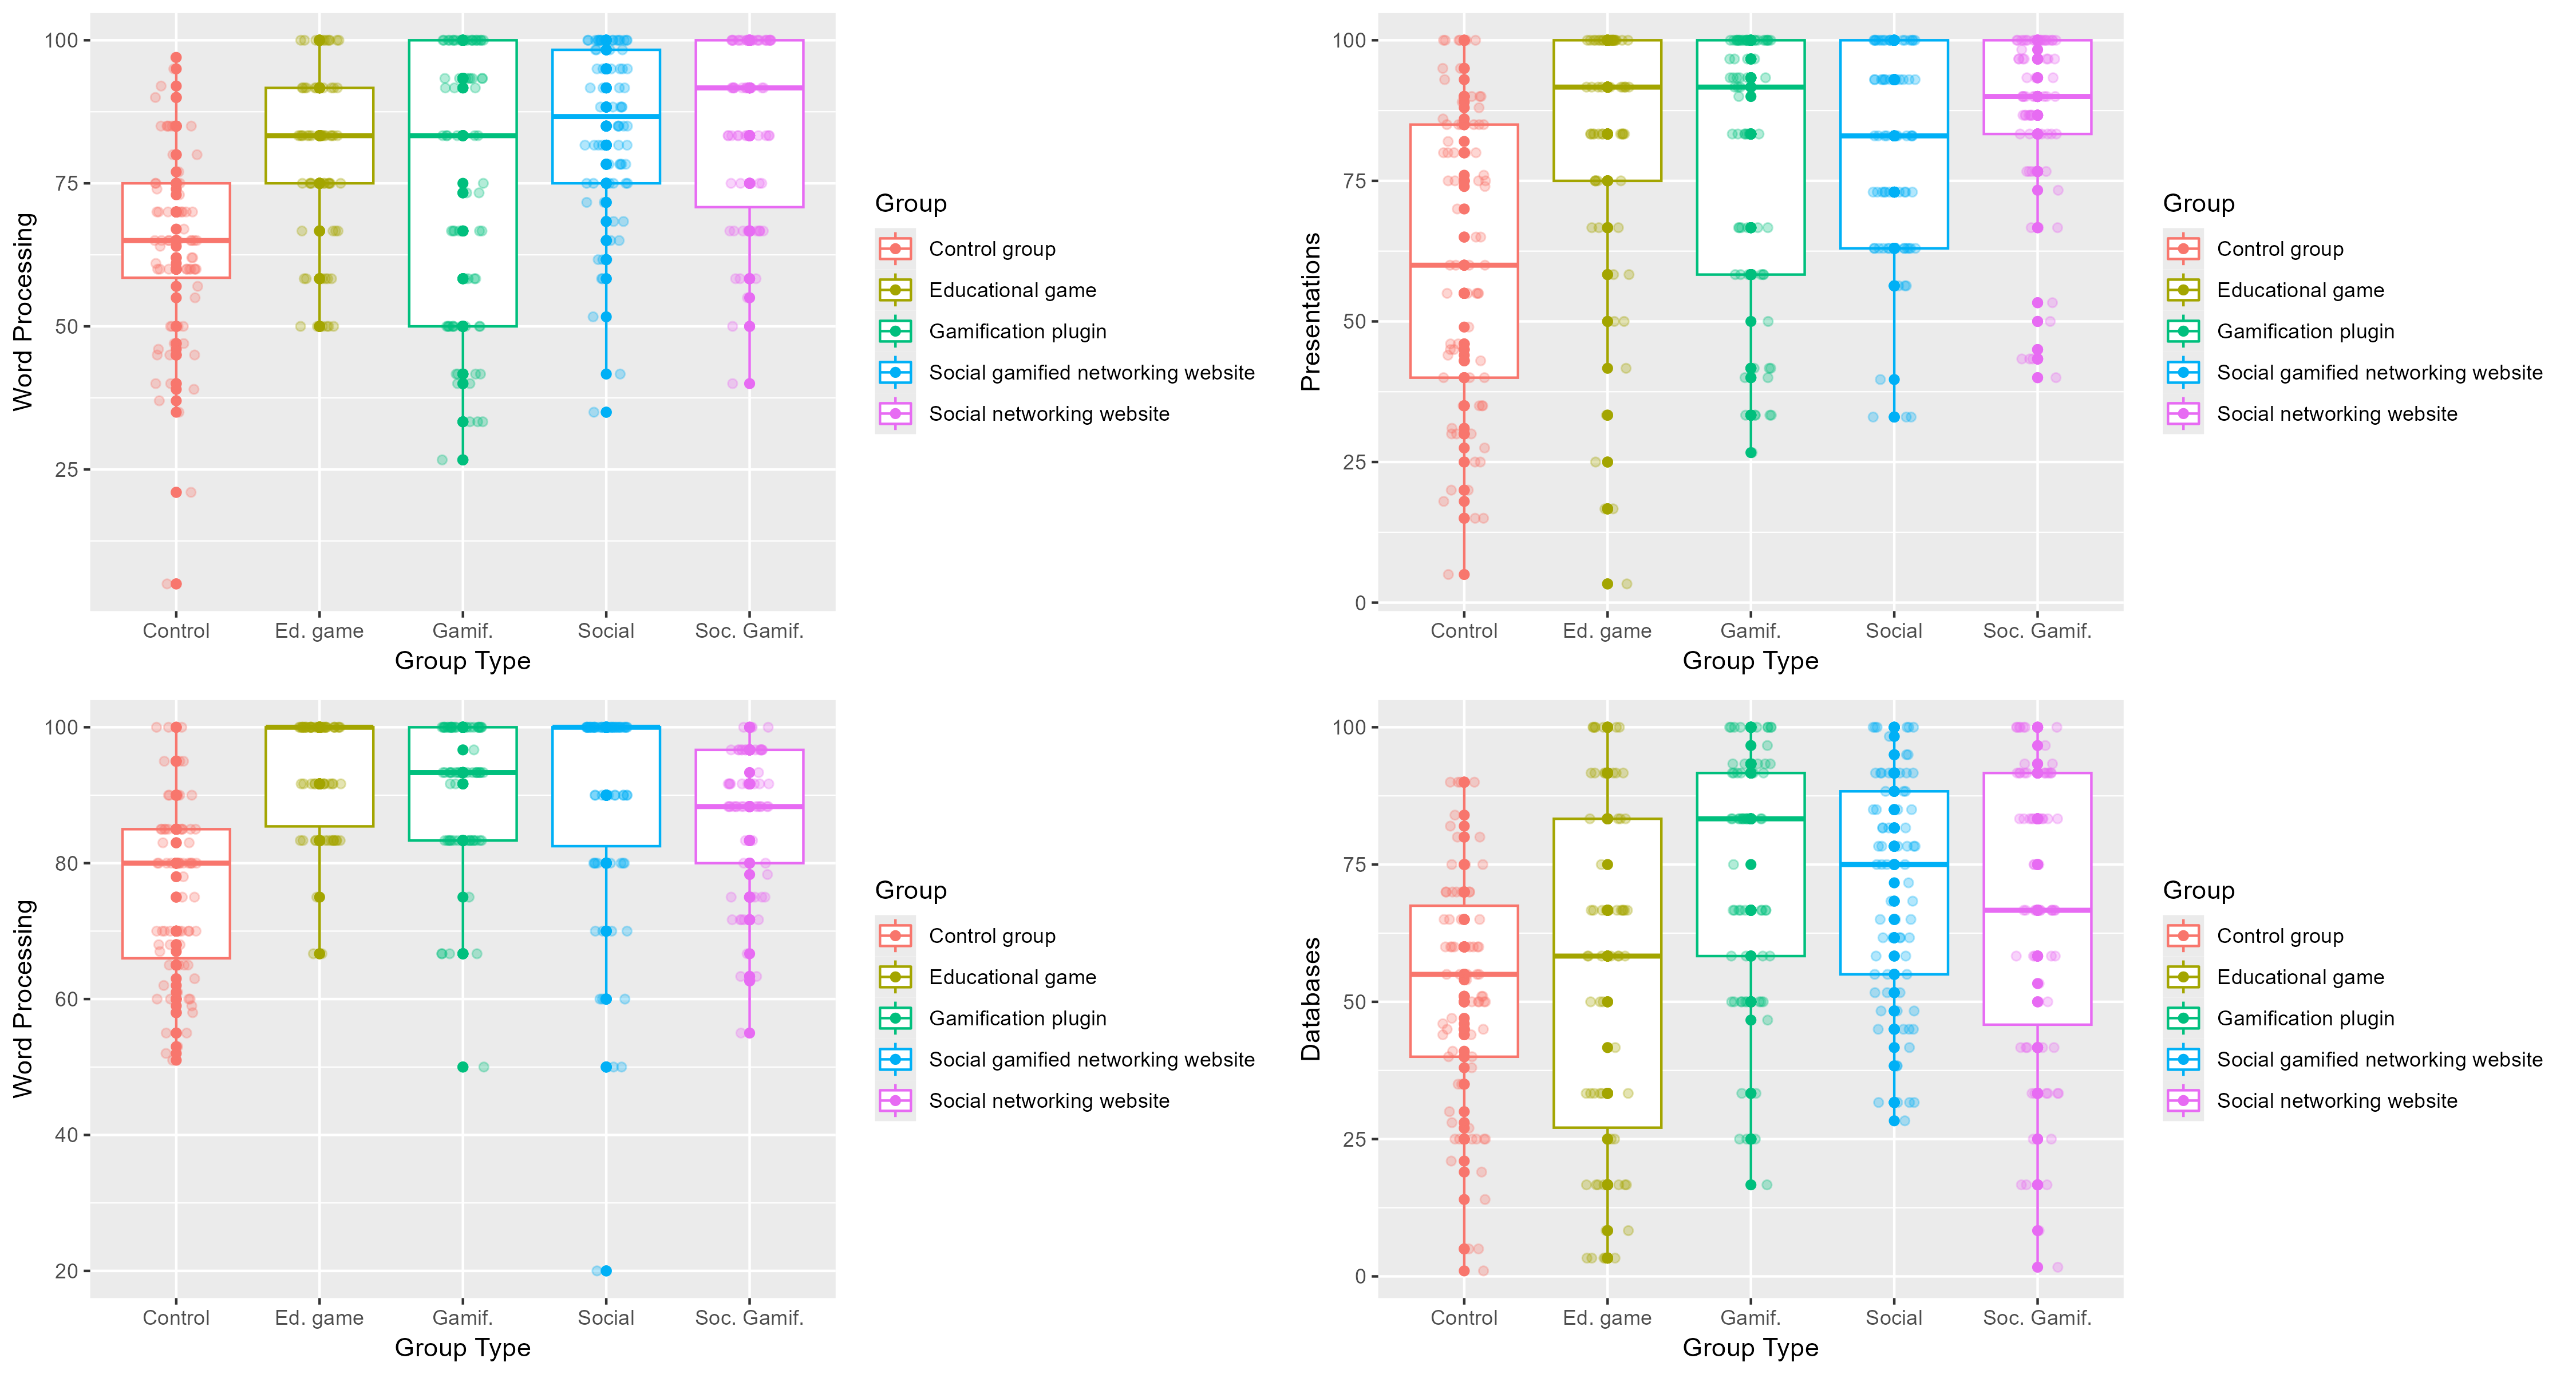 Word Processing
100
75
50
25
Control Ed. game Gamif. Social Soc. Gamif.
Group Type
Group
Control group
Educational game
Gamification plugin
Social gamified networking website
Social networking website
Presentations
100
75
50
25
0
Control Ed. game Gamif. Social Soc. Gamif.
Group Type
Group
Control group
Educational game
Gamification plugin
Social gamified networking website
Social networking website
Word Processing
100
80
60
40
20
Control Ed. game Gamif. Social Soc. Gamif.
Group Type
Group
Control group
Educational game
Gamification plugin
Social gamified networking website
Social networking website
Databases
100
75
50
25
0
Control Ed. game Gamif. Social Soc. Gamif.
Group Type
Group
Control group
Educational game
Gamification plugin
Social gamified networking website
Social networking website